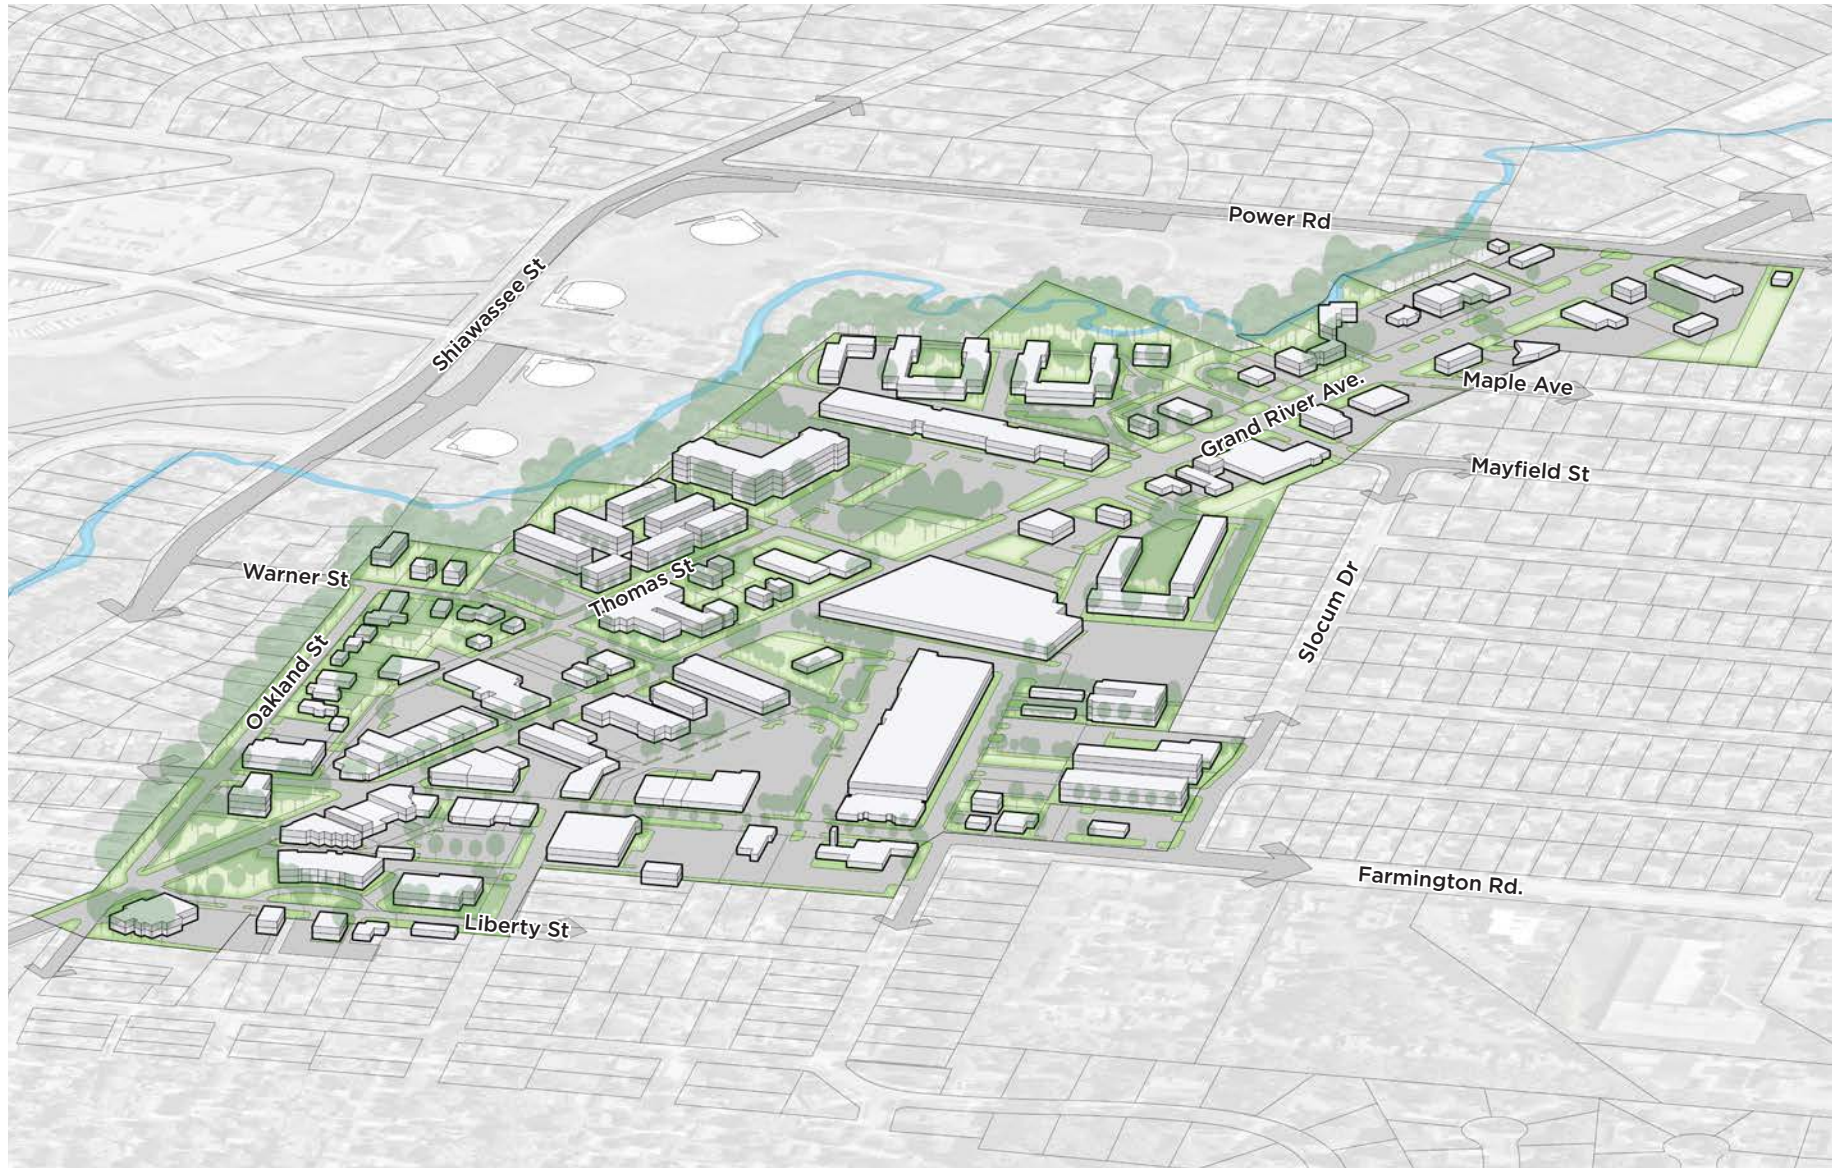 Power Rd
Shiawassee St
Maple Ave
Grand River Ave.
Mayfield St
Warner St
Thomas St
Slocum Dr
Oakland St
Farmington Rd.
Liberty St